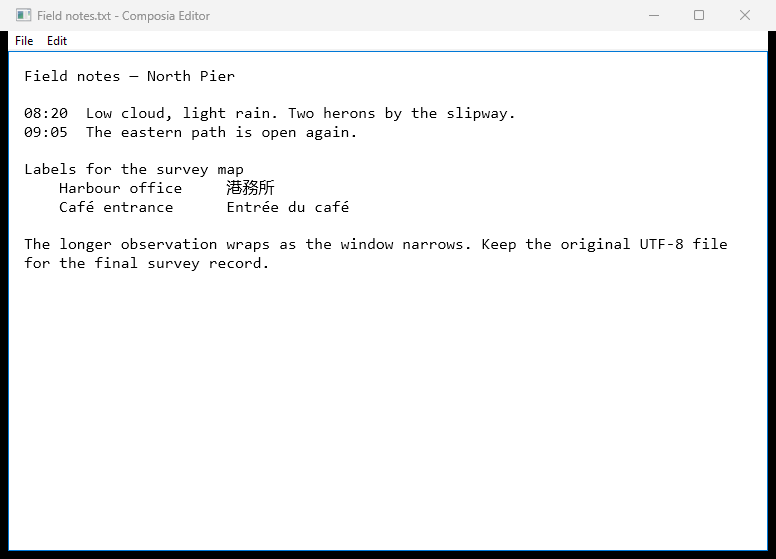 Field notes.txt - Composia Editor
File Edit
Field notes — North Pier
08:20  Low cloud, light rain. Two herons by the slipway.
09:05  The eastern path is open again.
Labels for the survey map
    Harbour office     港務所
    Café entrance      Entrée du café
The longer observation wraps as the window narrows. Keep the original UTF-8 file
for the final survey record.